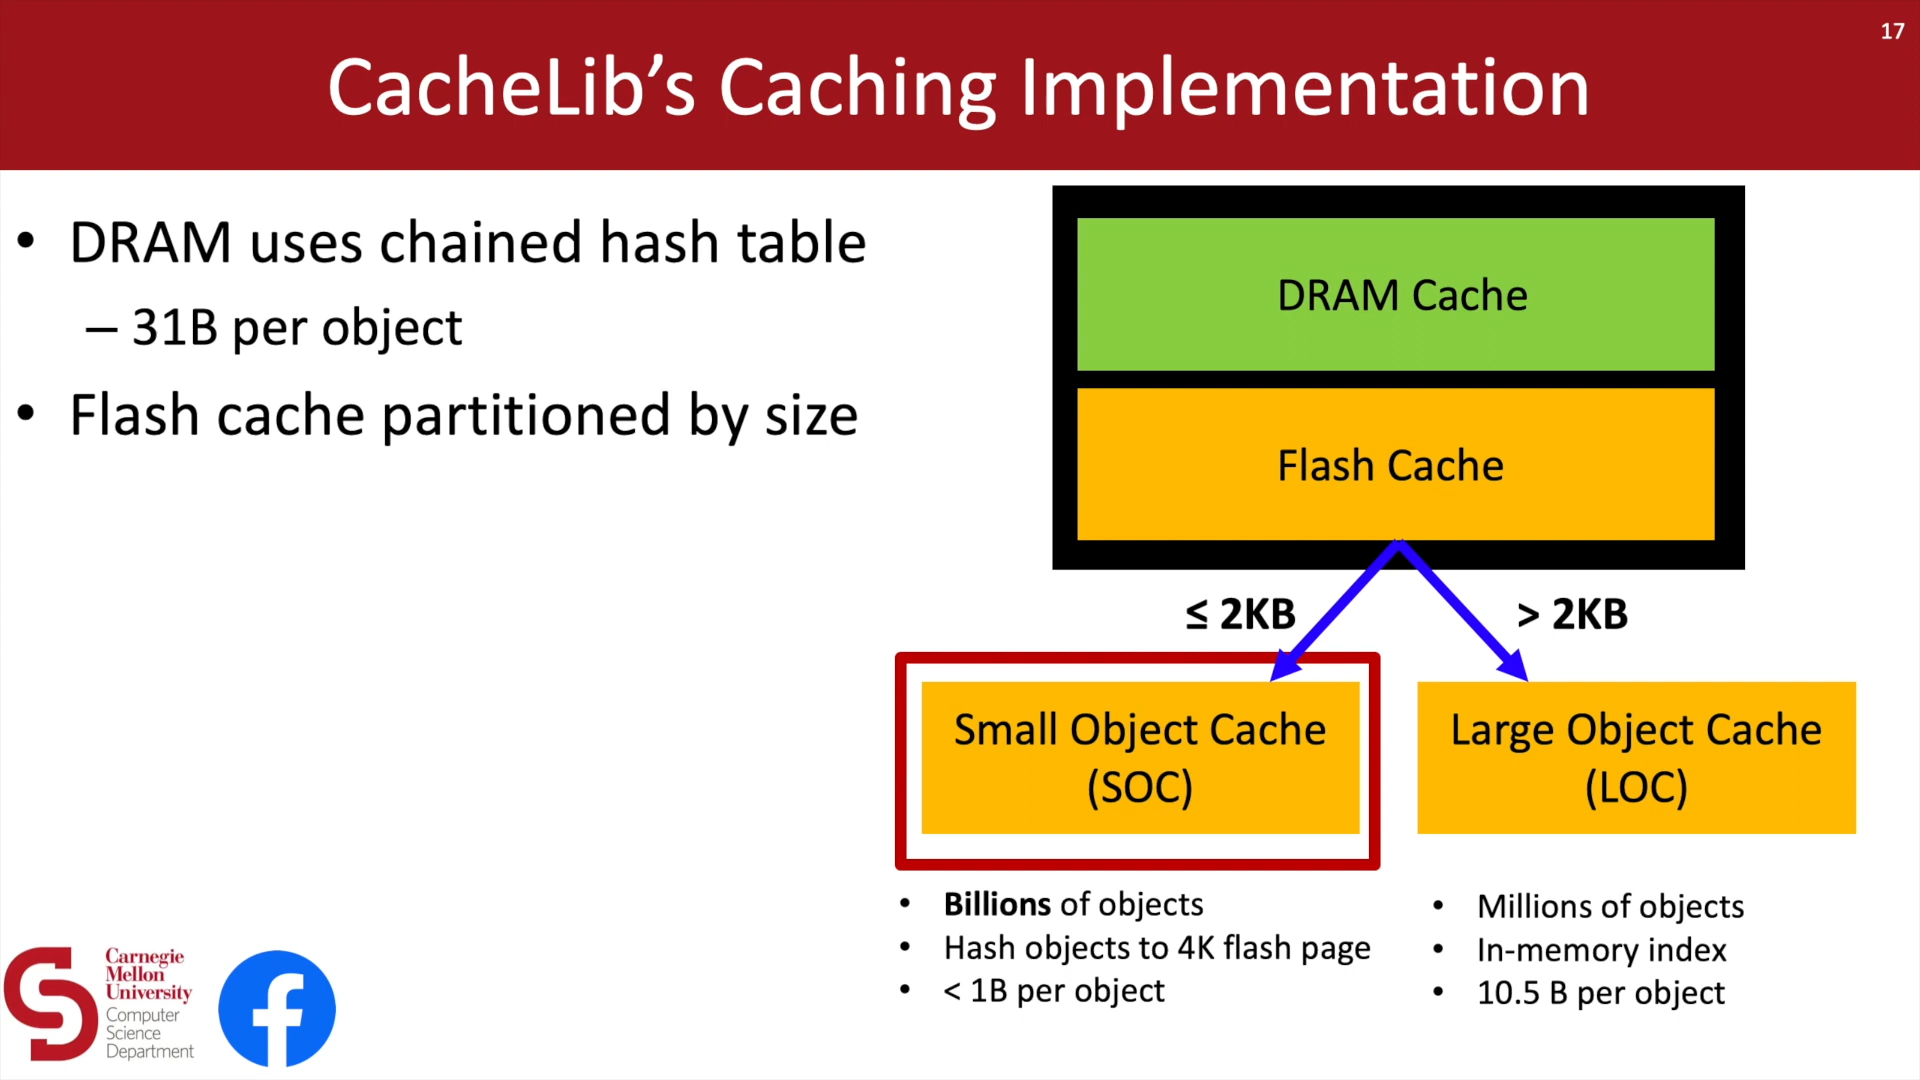 17
CacheLib’s Caching Implementation
• DRAM uses chained hash table
– 31B per object
• Flash cache partitioned by size
DRAM Cache
Flash Cache
≤ 2KB
> 2KB
Small Object Cache
(SOC)
• Billions of objects
• Hash objects to 4K flash page
• < 1B per object
Large Object Cache
(LOC)
• Millions of objects
• In-memory index
• 10.5 B per object
Carnegie
Mellon
University
Computer
Science
Department